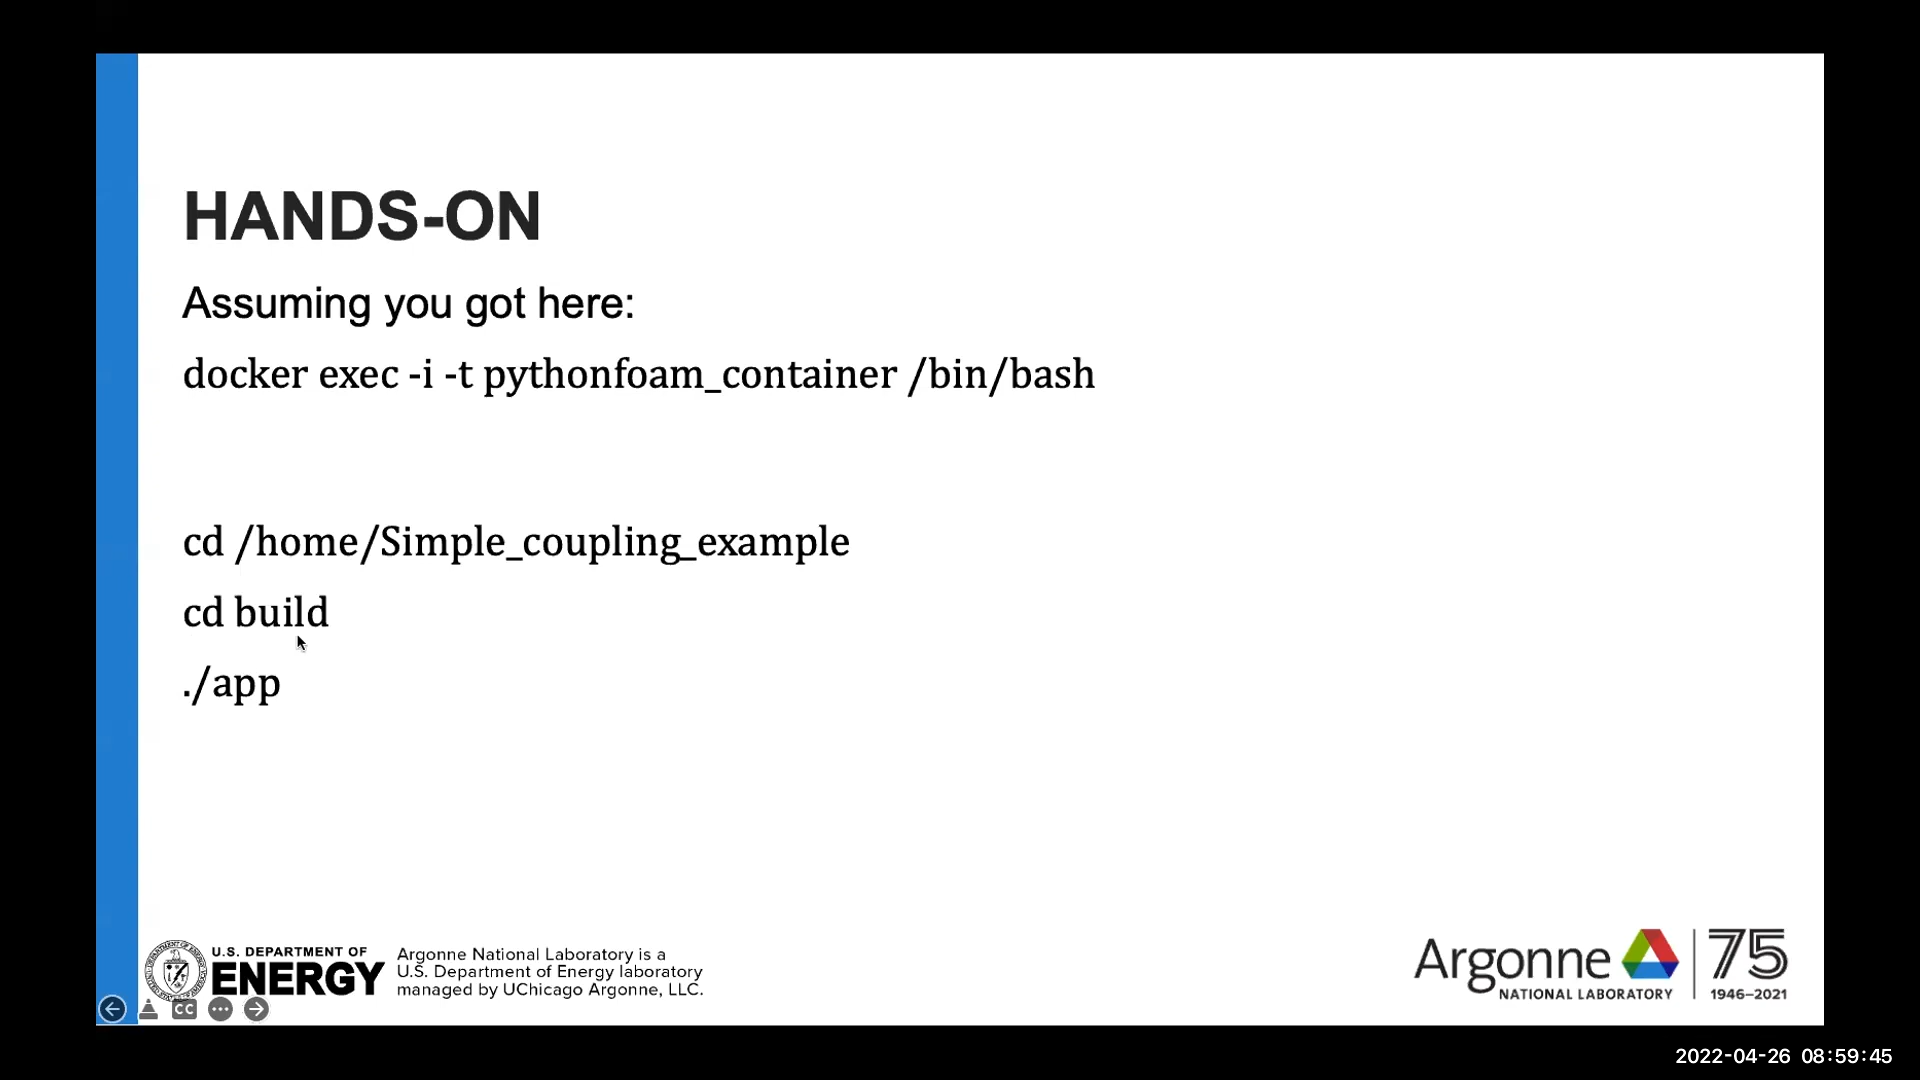 HANDS-ON
Assuming you got here:
docker exec -i -t pythonfoam_container /bin/bash
cd /home/Simple_coupling_example
cd build
./app
U.S. DEPARTMENT OF
ENERGY
Argonne National Laboratory is a
U.S. Department of Energy laboratory
managed by UChicago Argonne, LLC.
CC
Argonne
NATIONAL LABORATORY
75
1946–2021
2022-04-26 08:59:45